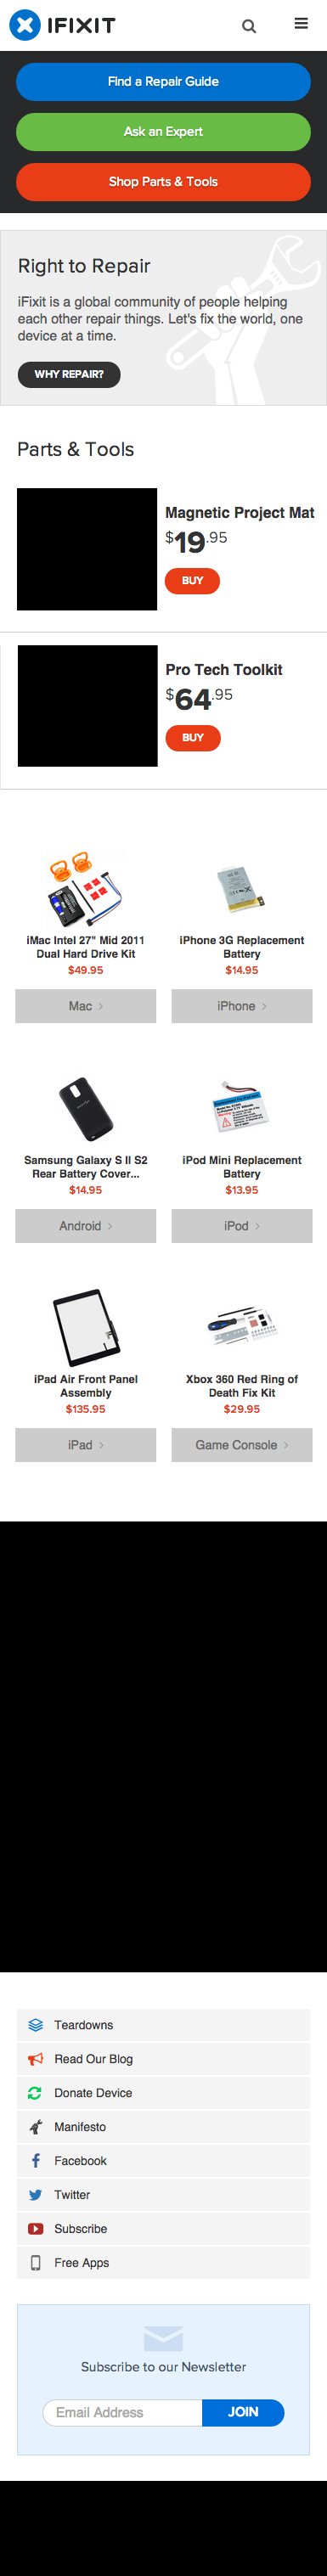 IFIXIT
Find a Repair Guide
Ask an Expert
Shop Parts & Tools
Right to Repair
iFixit is a global community of people helping
each other repair things. Let's fix the world, one
device at a time.
WHY REPAIR?
Parts & Tools
Magnetic Project Mat
$19.95
BUY
Pro Tech Toolkit
$64.95
BUY
iMac Intel 27" Mid 2011
Dual Hard Drive Kit
$49.95
Mac >
iPhone 3G Replacement
Battery
$14.95
iPhone >
Samsung Galaxy S II S2
Rear Battery Cover...
$14.95
Android >
iPod Mini Replacement
Battery
$13.95
iPod >
iPad Air Front Panel
Assembly
$135.95
iPad >
Xbox 360 Red Ring of
Death Fix Kit
$29.95
Game Console >
Teardowns
Read Our Blog
Donate Device
Manifesto
Facebook
Twitter
Subscribe
Free Apps
Subscribe to our Newsletter
Email Address
JOIN